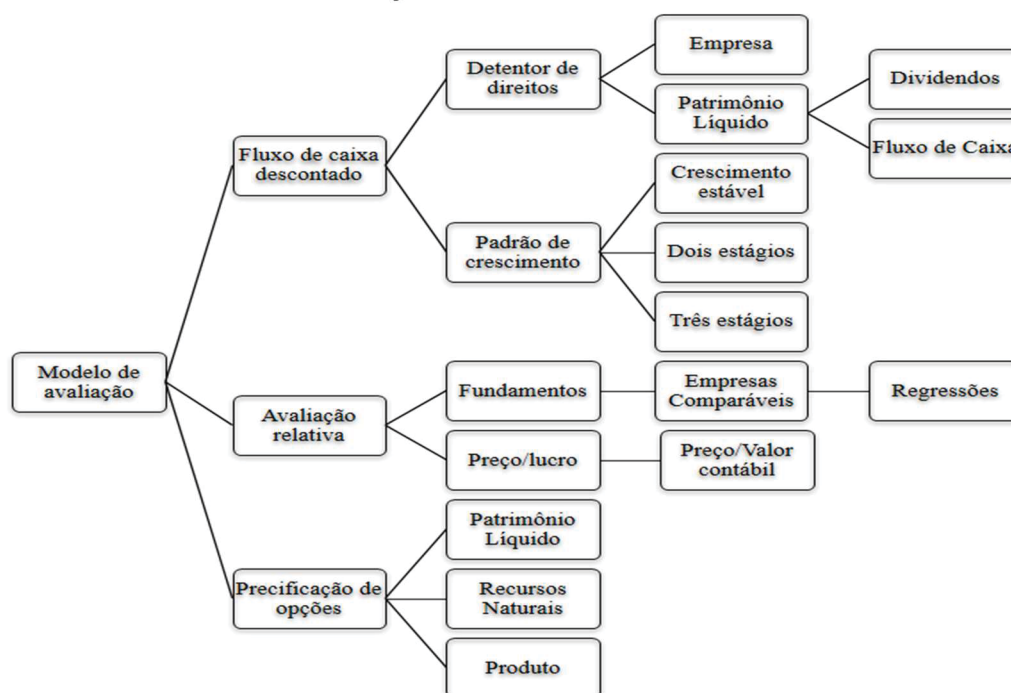 Empresa
Detentor de
direitos
Dividendos
Patrimônio
Líquido
Fluxo de caixa
descontado
Fluxo de Caixa
Crescimento
estável
Padrão de
crescimento
Dois estágios
Três estágios
Modelo de
avaliação
Fundamentos
Empresas
Comparáveis
Regressões
Avaliação
relativa
Preço/lucro
Preço/Valor
contábil
Patrimônio
Líquido
Precificação de
opções
Recursos
Naturais
Produto